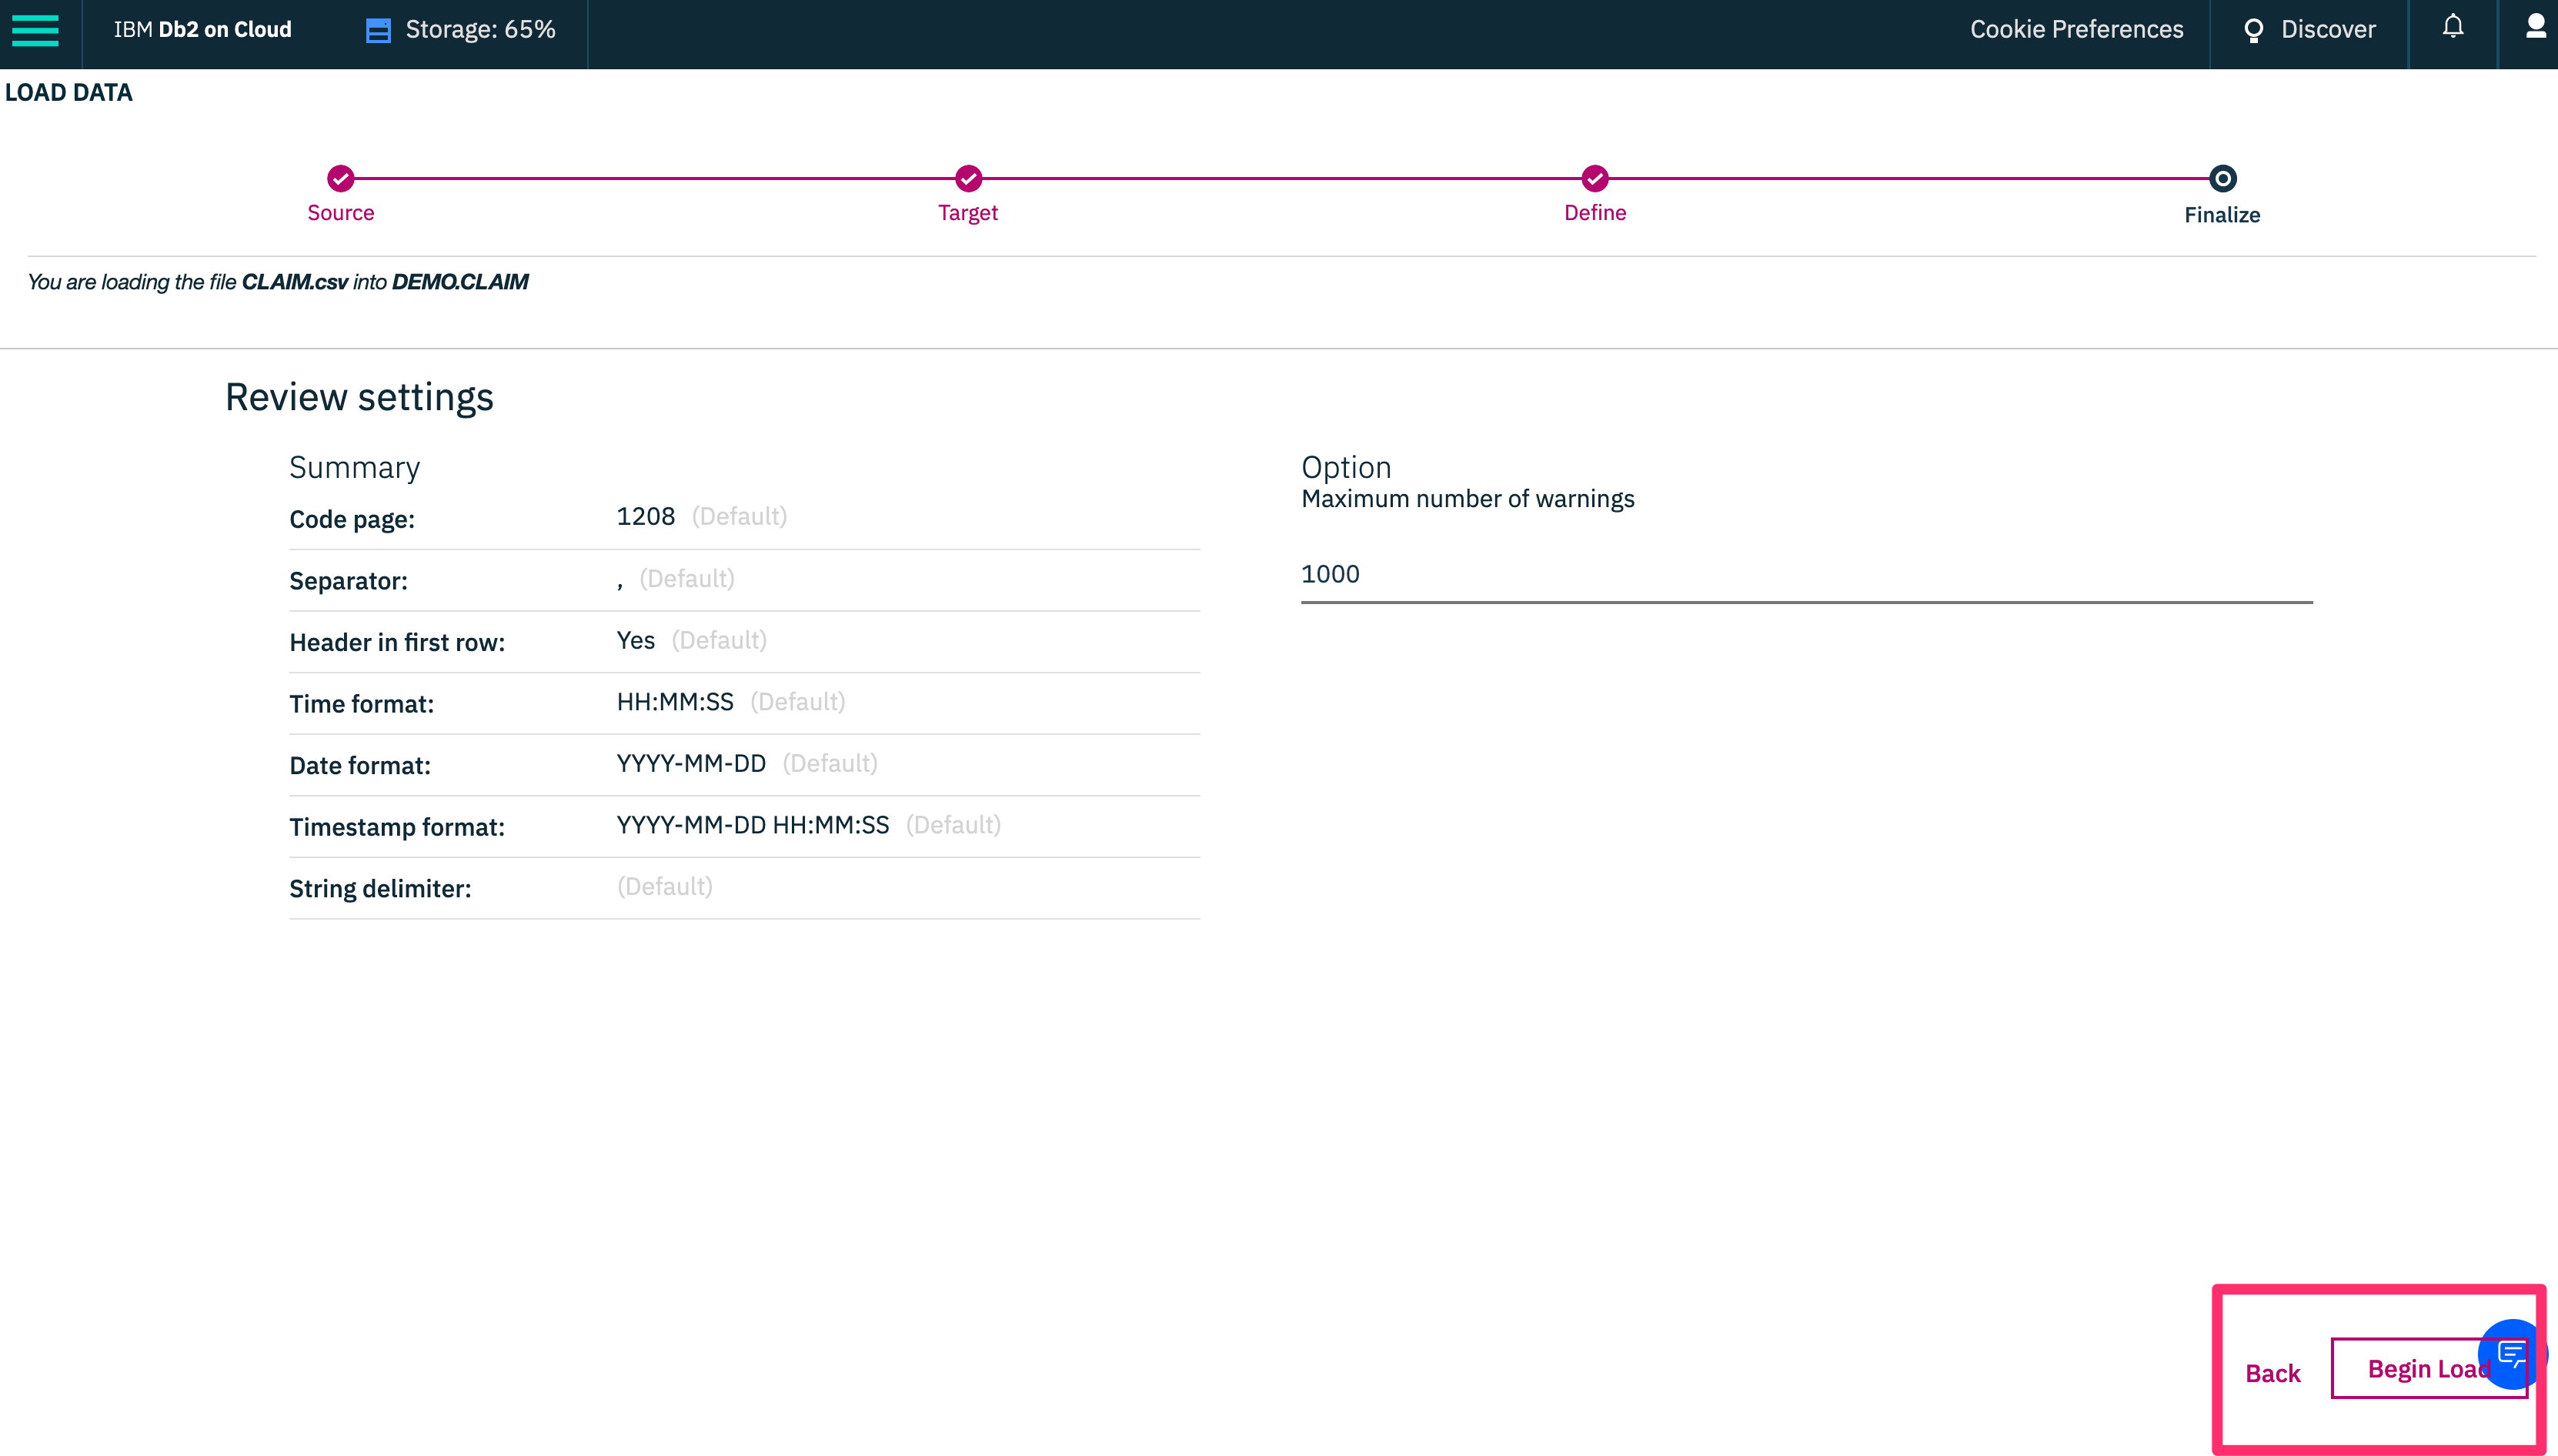 IBM Db2 on Cloud
Storage: 65%
Cookie Preferences
Discover
LOAD DATA
Source
Target
Define
Finalize
You are loading the file CLAIM.csv into DEMO.CLAIM
Review settings
Summary
Code page: 1208 (Default)
Separator: , (Default)
Header in first row: Yes (Default)
Time format: HH:MM:SS (Default)
Date format: YYYY-MM-DD (Default)
Timestamp format: YYYY-MM-DD HH:MM:SS (Default)
String delimiter: (Default)
Option
Maximum number of warnings
1000
Back
Begin Load